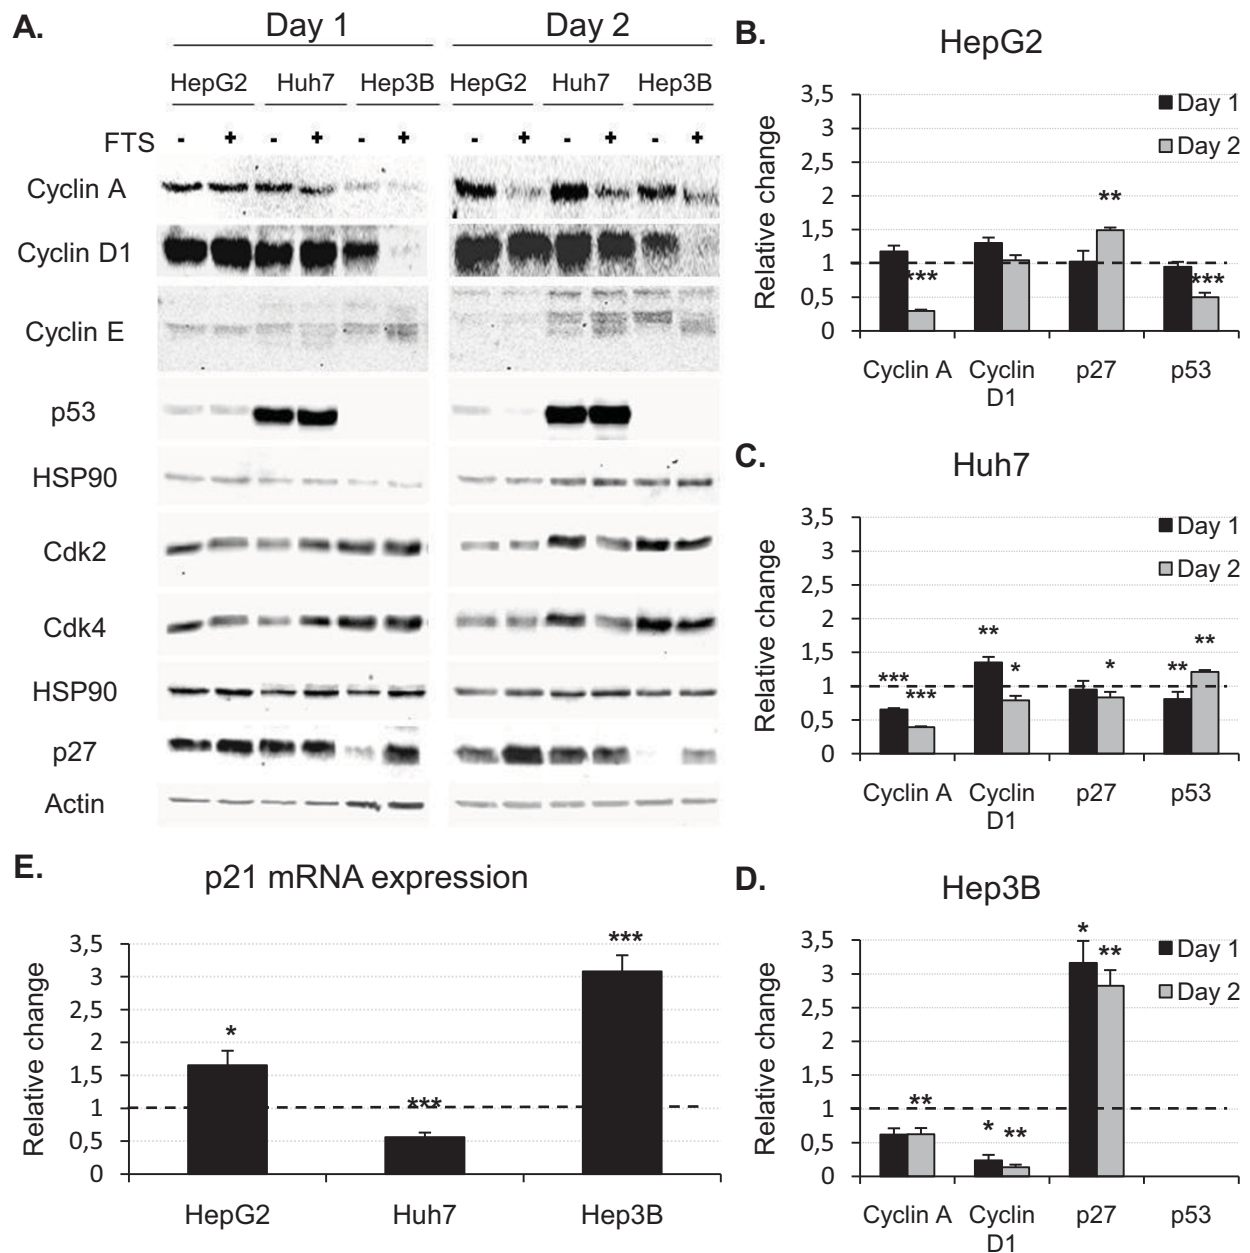 A.
Day 1 Day 2
HepG2 Huh7 Hep3B HepG2 Huh7 Hep3B
FTS - + - + - + - + - + - +
Cyclin A
Cyclin D1
Cyclin E
p53
HSP90
Cdk2
Cdk4
HSP90
p27
Actin
B.
HepG2
Relative change
3,5
3
2,5
2
1,5
1
0,5
0
Day 1
Day 2
***
**
***
Cyclin A Cyclin p27 p53
D1
C.
Huh7
Relative change
3,5
3
2,5
2
1,5
1
0,5
0
Day 1
Day 2
*** *** ** * * ** **
Cyclin A Cyclin p27 p53
D1
E.
p21 mRNA expression
Relative change
3,5
3
2,5
2
1,5
1
0,5
0
* *** ***
HepG2 Huh7 Hep3B
D.
Hep3B
Relative change
3,5
3
2,5
2
1,5
1
0,5
0
Day 1
Day 2
** * ** * **
Cyclin A Cyclin p27 p53
D1